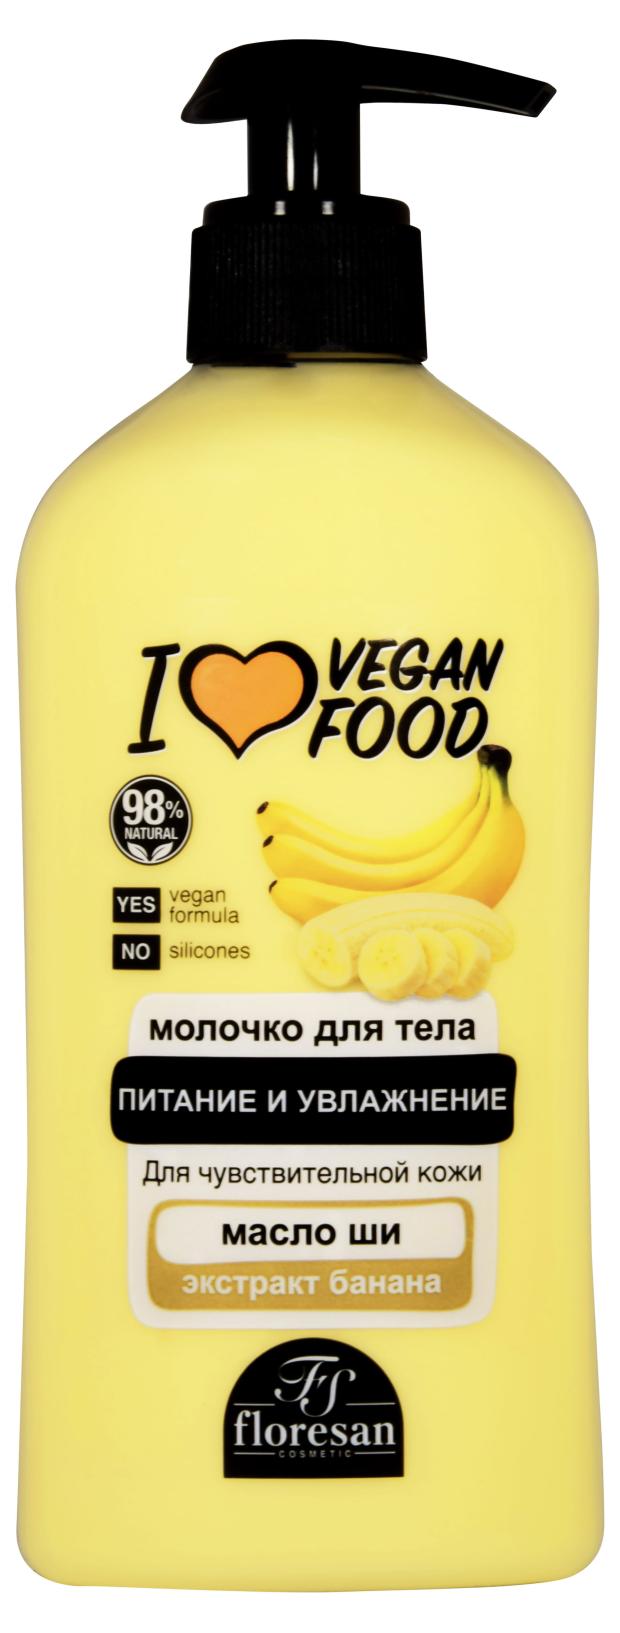 I VEGAN
FOOD
98%
NATURAL
YES vegan
formula
NO silicones
молочко для тела
ПИТАНИЕ И УВЛАЖНЕНИЕ
Для чувствительной кожи
масло ши
экстракт банана
FS
floresan
COSMETIC